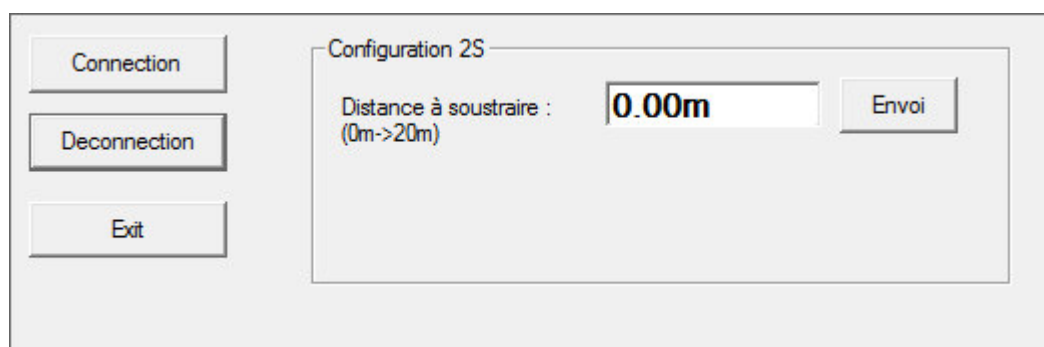 Connection
Deconnection
Exit
Configuration 2S
Distance à soustraire :
(0m->20m)
0.00m
Envoi